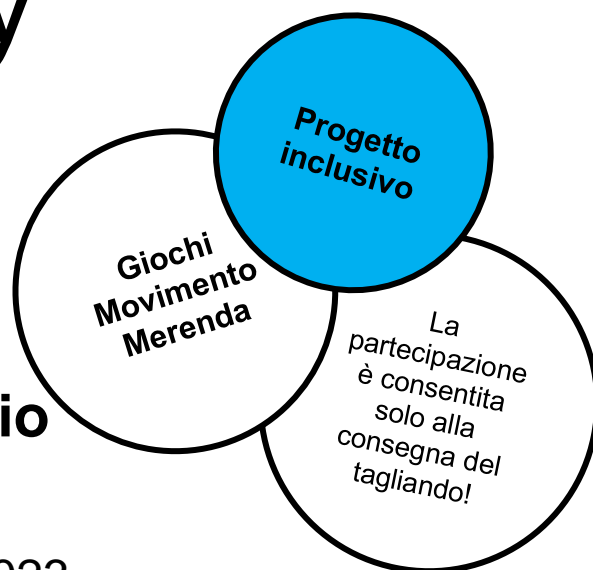 Progetto
inclusivo
Giochi
Movimento
Merenda
La
partecipazione
è consentita
solo alla
consegna del
tagliando!
io